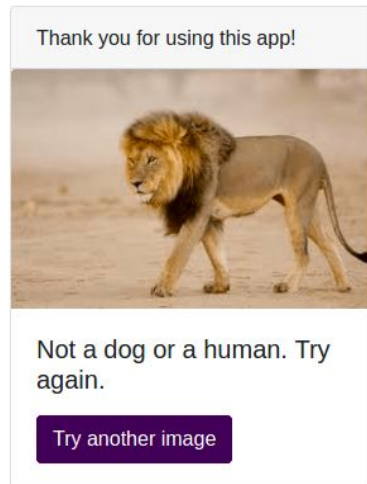 Thank you for using this app!
Not a dog or a human. Try
again.
Try another image